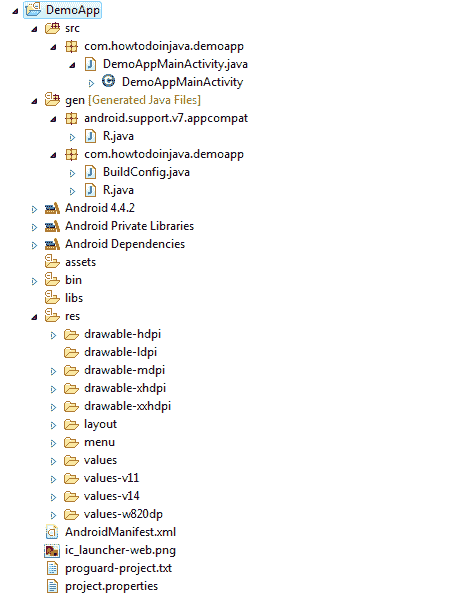 DemoApp
src
com.howtodoinjava.demoapp
DemoAppMainActivity.java
DemoAppMainActivity
gen [Generated Java Files]
android.support.v7.appcompat
R.java
com.howtodoinjava.demoapp
BuildConfig.java
R.java
Android 4.4.2
Android Private Libraries
Android Dependencies
assets
bin
libs
res
drawable-hdpi
drawable-ldpi
drawable-mdpi
drawable-xhdpi
drawable-xxhdpi
layout
menu
values
values-v11
values-v14
values-w820dp
AndroidManifest.xml
ic_launcher-web.png
proguard-project.txt
project.properties